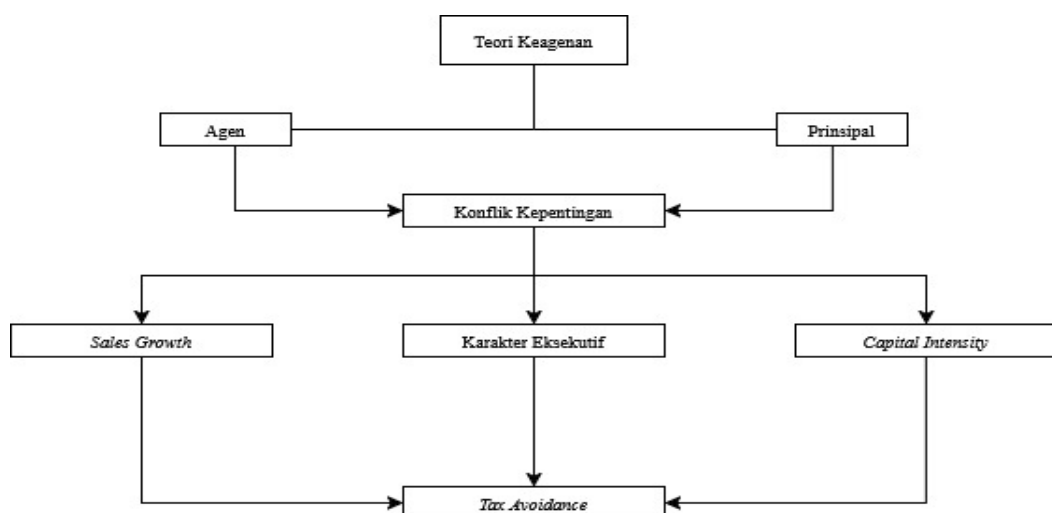 Teori Keagenan
Agen
Prinsipal
Konflik Kepentingan
Sales Growth
Karakter Eksekutif
Capital Intensity
Tax Avoidance